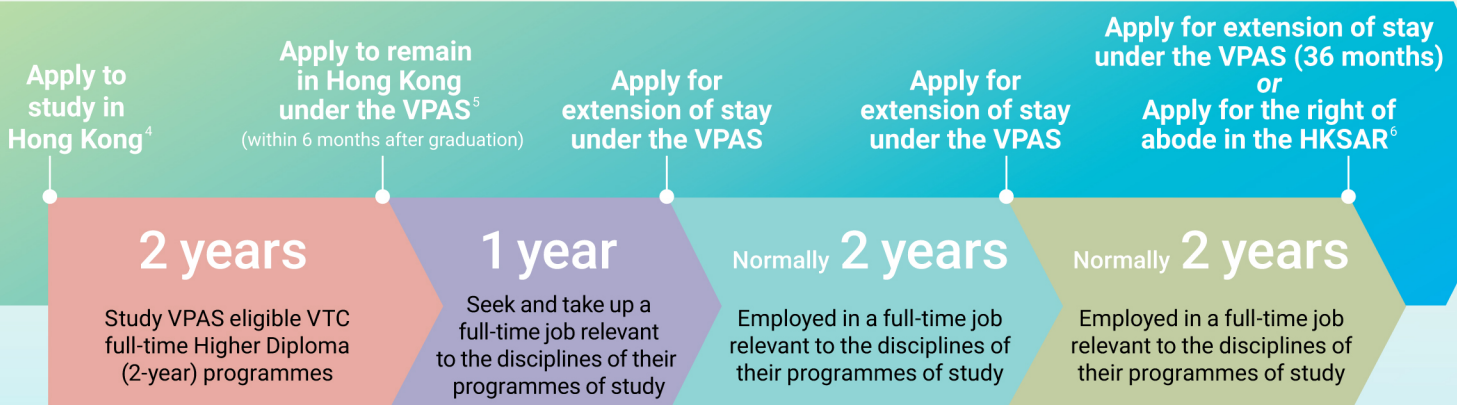 Apply to
study in
Hong Kong4
Apply to remain
in Hong Kong
under the VPAS5
(within 6 months after graduation)
Apply for
extension of stay
under the VPAS
Apply for
extension of stay
under the VPAS
Apply for extension of stay
under the VPAS (36 months)
or
Apply for the right of
abode in the HKSAR6
2 years
Study VPAS eligible VTC
full-time Higher Diploma
(2-year) programmes
1 year
Seek and take up a
full-time job relevant
to the disciplines of their
programmes of study
Normally 2 years
Employed in a full-time job
relevant to the disciplines of
their programmes of study
Normally 2 years
Employed in a full-time job
relevant to the disciplines of
their programmes of study